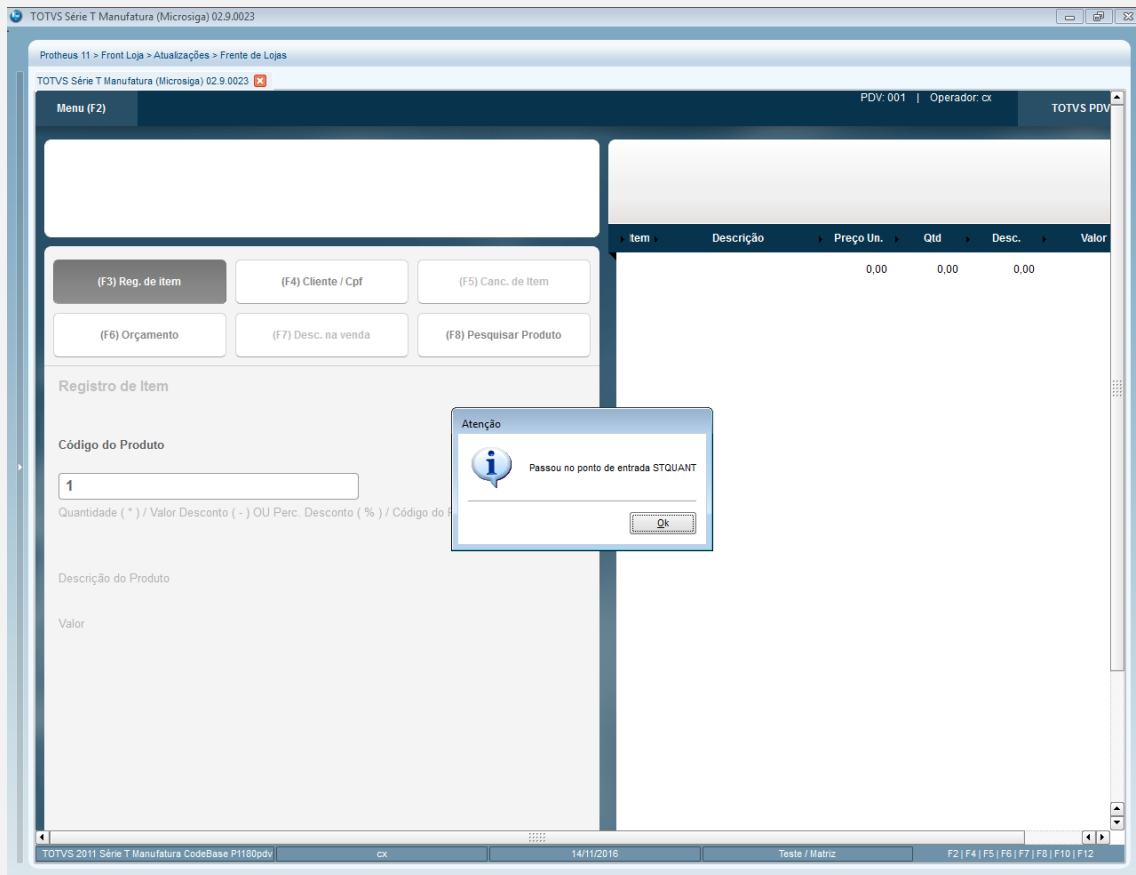 TOTVS Série T Manufatura (Microsiga) 02.9.0023
Protheus 11 > Front Loja > Atualizações > Frente de Lojas
TOTVS Série T Manufatura (Microsiga) 02.9.0023
Menu (F2)
PDV: 001 | Operador: cx
TOTVS PDV
Item Descrição Preço Un. Qtd Desc. Valor
0,00 0,00 0,00
(F3) Reg. de item (F4) Cliente / Cpf (F5) Canc. de Item
(F6) Orçamento (F7) Desc. na venda (F8) Pesquisar Produto
Registro de Item
Código do Produto
1
Quantidade ( * ) / Valor Desconto ( - ) OU Perc. Desconto ( % ) / Código do
Descrição do Produto
Valor
Atenção
Passou no ponto de entrada STQUANT
Ok
TOTVS 2011 Série T Manufatura CodeBase P1180pdv cx 14/11/2016 Teste / Matriz F2 | F4 | F5 | F6 | F7 | F8 | F10 | F12